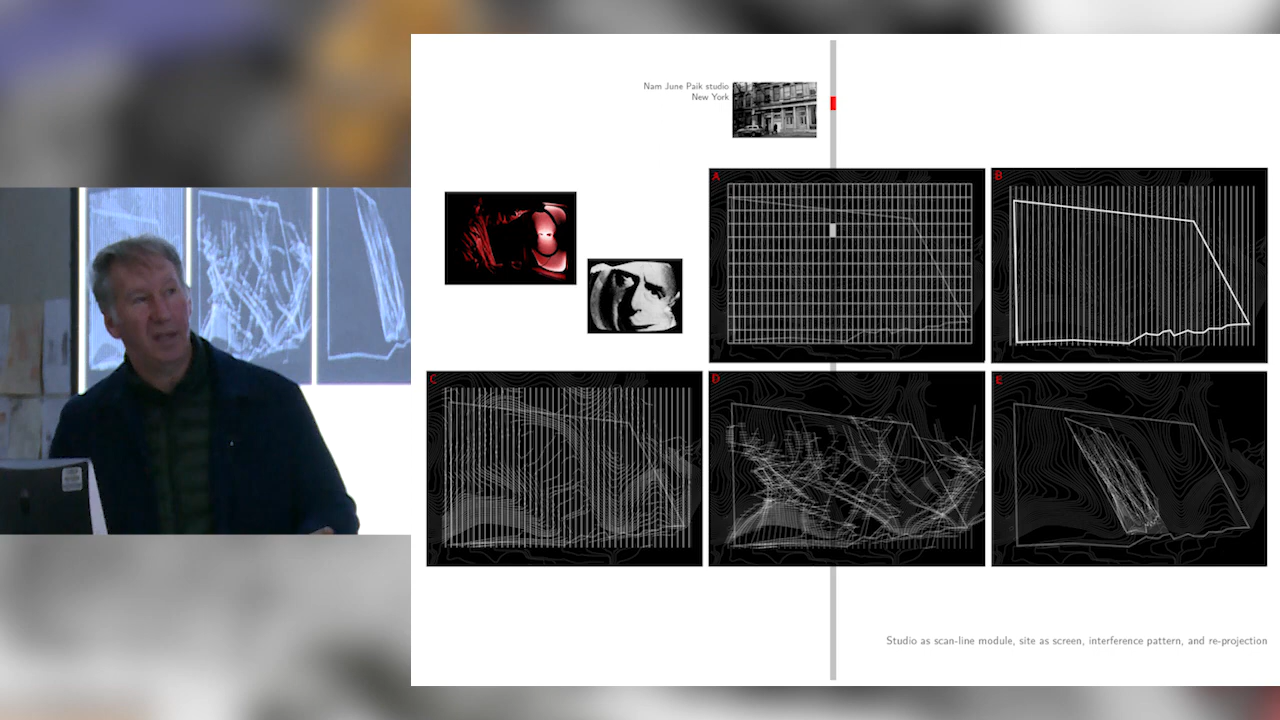 Nam June Paik studio
New York
A
B
C
D
E
Studio as scan-line module, site as screen, interference pattern, and re-projection